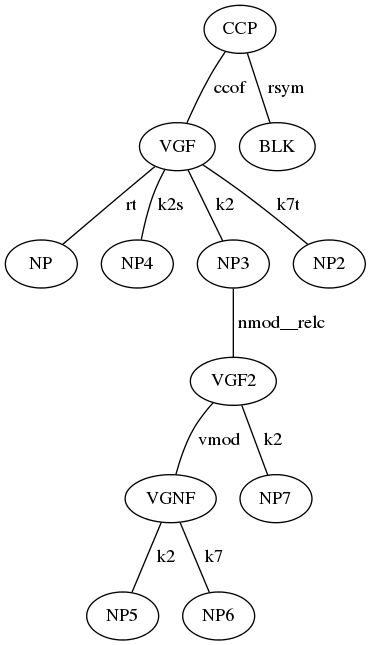 CCP
ccof rsym
VGF BLK
rt k2s k2 k7t
NP NP4 NP3 NP2
nmod__relc
VGF2
vmod k2
VGNF NP7
k2 k7
NP5 NP6